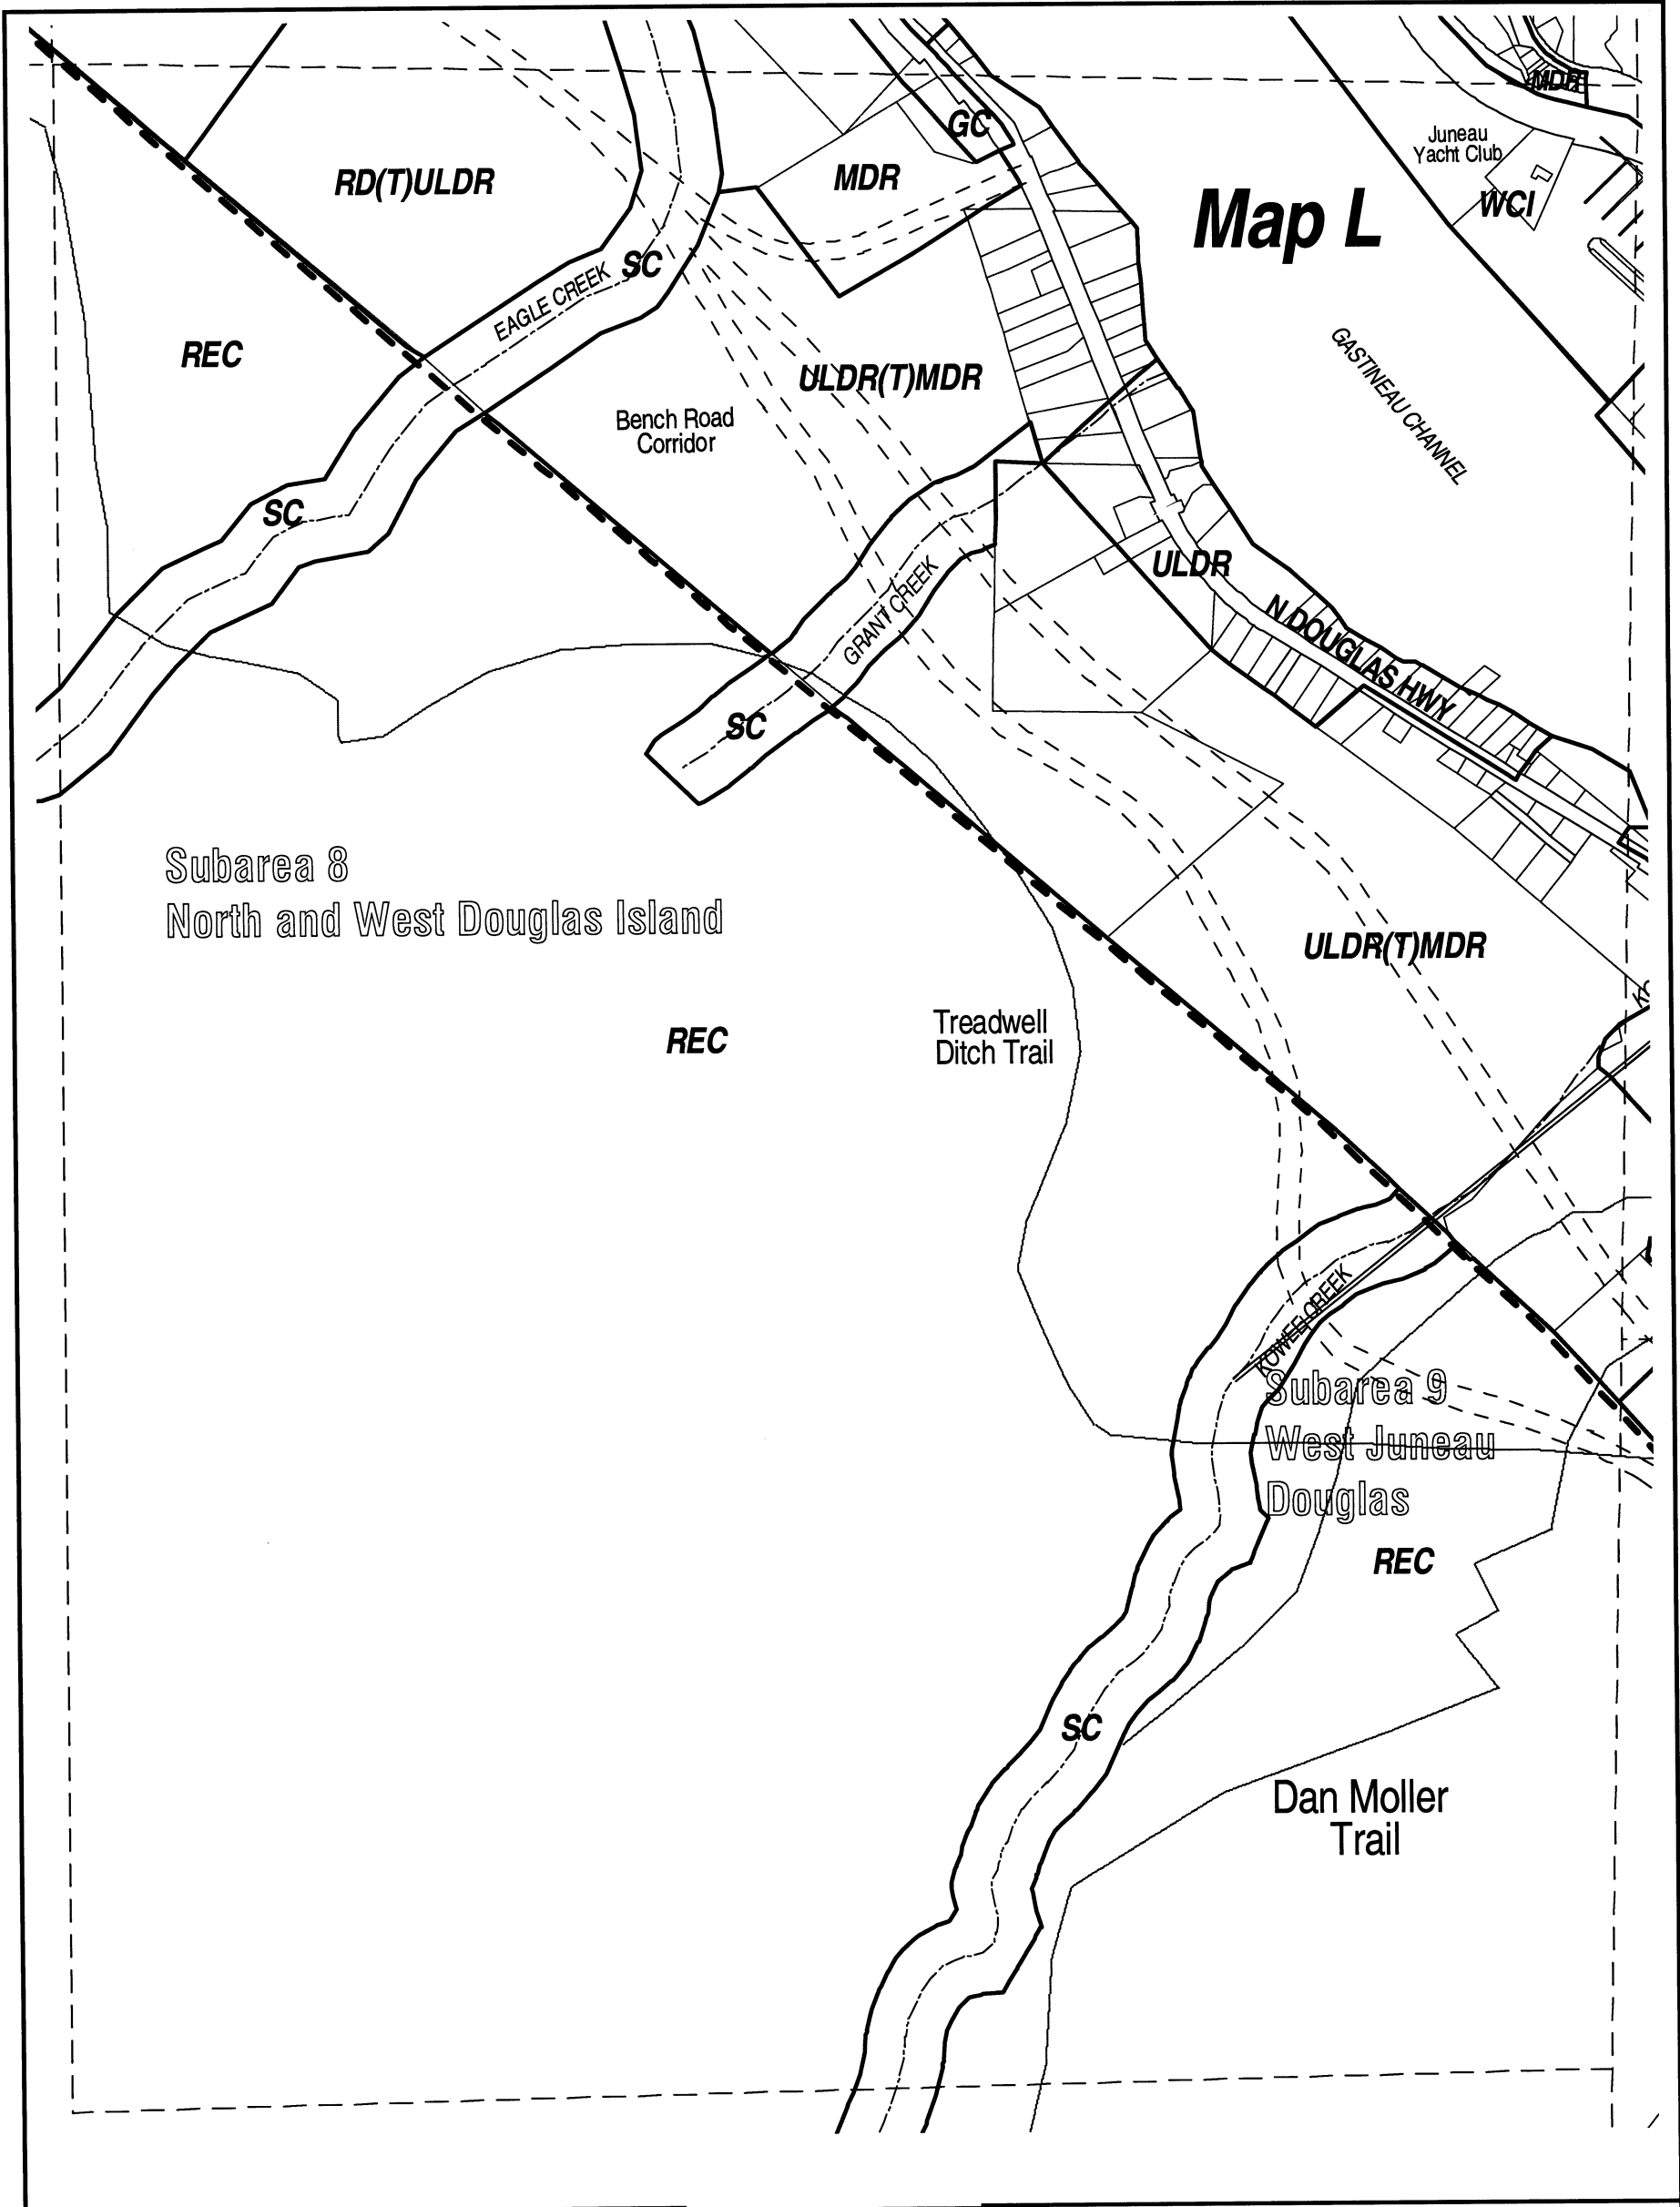 MDR
GC
Juneau
Yacht Club
RD(T)ULDR
MDR
WCI
Map L
SC
EAGLE CREEK
REC
ULDR(T)MDR
GASTINEAU CHANNEL
Bench Road
Corridor
SC
ULDR
GRANT CREEK
N DOUGLAS HWY
SC
Subarea 8
North and West Douglas Island
ULDR(T)MDR
REC
Treadwell
Ditch Trail
KOWEE CREEK
Subarea 9
West Juneau
Douglas
REC
SC
Dan Moller
Trail